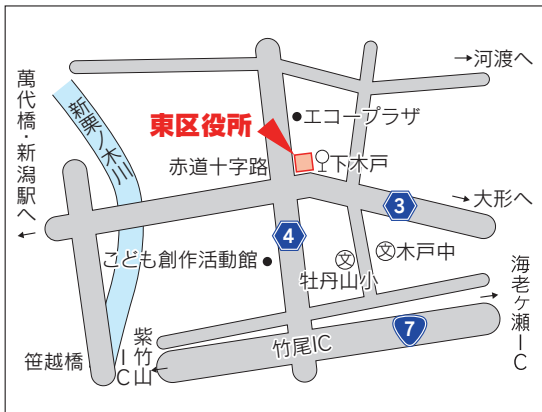 →河渡へ
萬代橋・新潟駅へ
新栗ノ木川
エコープラザ
東区役所
赤道十字路
下木戸
3
→大形へ
4
こども創作活動館
文
牡丹山小
文木戸中
海老ヶ瀬IC
7
竹尾IC
紫竹山IC
笹越橋